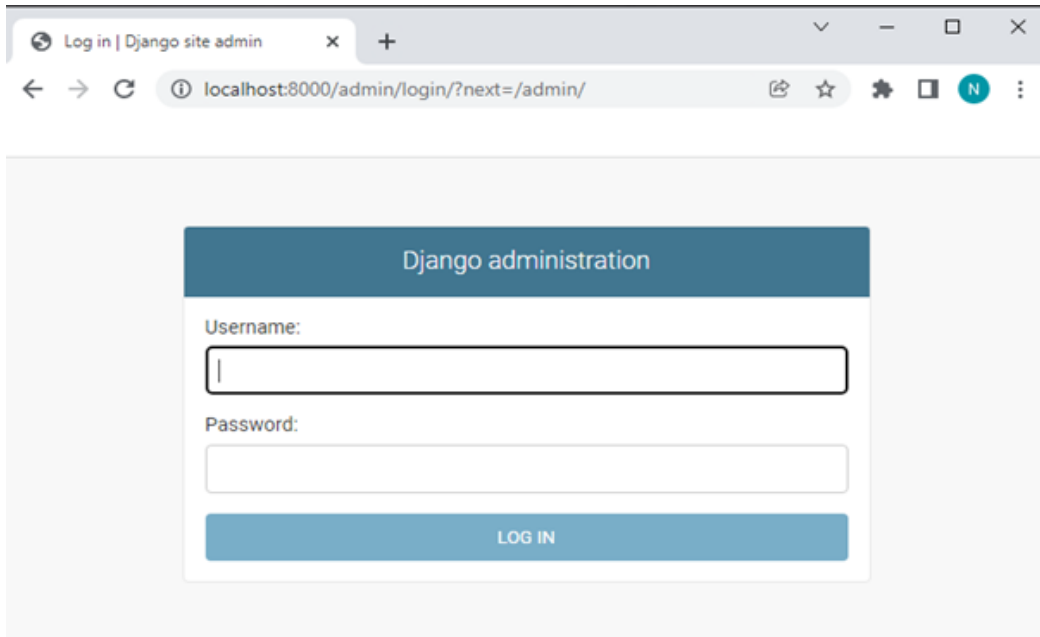 Log in | Django site admin
localhost:8000/admin/login/?next=/admin/
N
Django administration
Username:
Password:
LOG IN